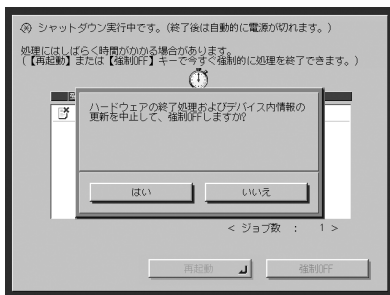 シャットダウン実行中です。(終了後は自動的に電源が切れます。)
処理にはしばらく時間がかかる場合があります。
(【再起動】または【強制OFF】キーで今すぐ強制的に処理を終了できます。)
ハードウェアの終了処理およびデバイス内情報の
更新を中止して、強制OFFしますか?
はい
いいえ
< ジョブ数 : 1 >
再起動
強制OFF